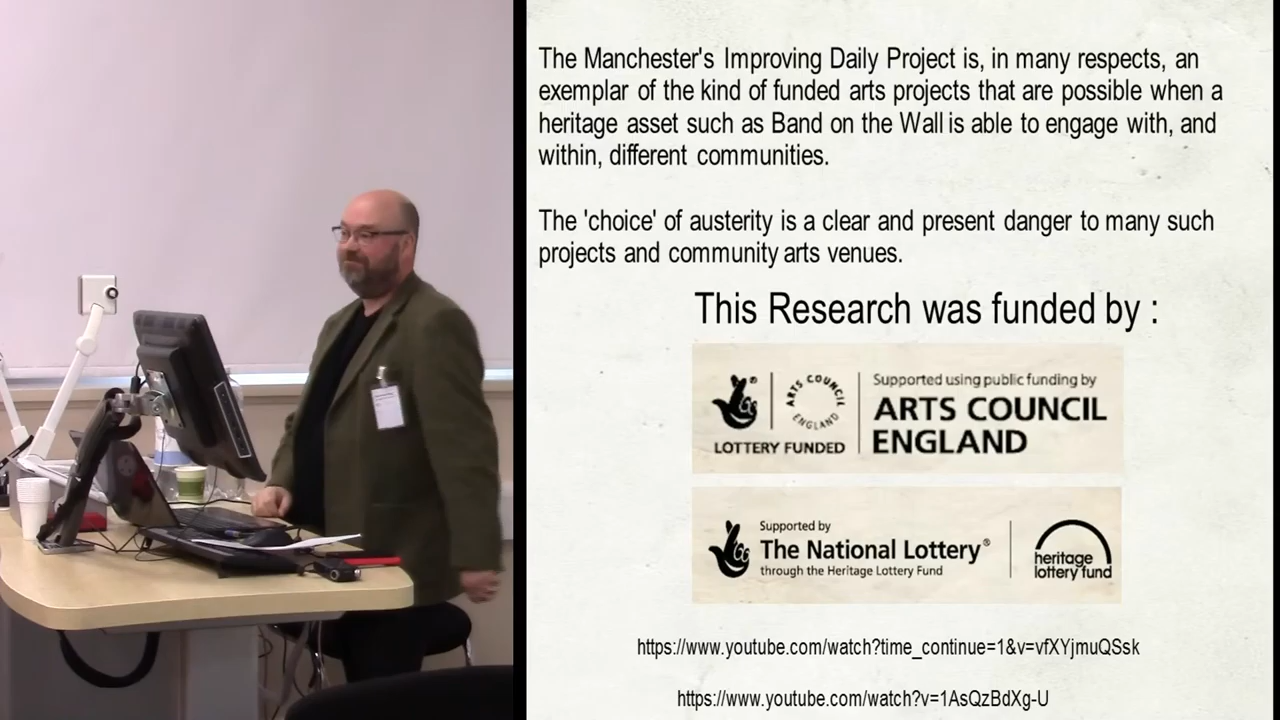 The Manchester's Improving Daily Project is, in many respects, an
exemplar of the kind of funded arts projects that are possible when a
heritage asset such as Band on the Wall is able to engage with, and
within, different communities.
The 'choice' of austerity is a clear and present danger to many such
projects and community arts venues.
This Research was funded by :
LOTTERY FUNDED
ARTS COUNCIL ENGLAND
Supported using public funding by
ARTS COUNCIL
ENGLAND
Supported by
The National Lottery®
through the Heritage Lottery Fund
heritage
lottery fund
https://www.youtube.com/watch?time_continue=1&v=vfXYjmuQSsk
https://www.youtube.com/watch?v=1AsQzBdXg-U